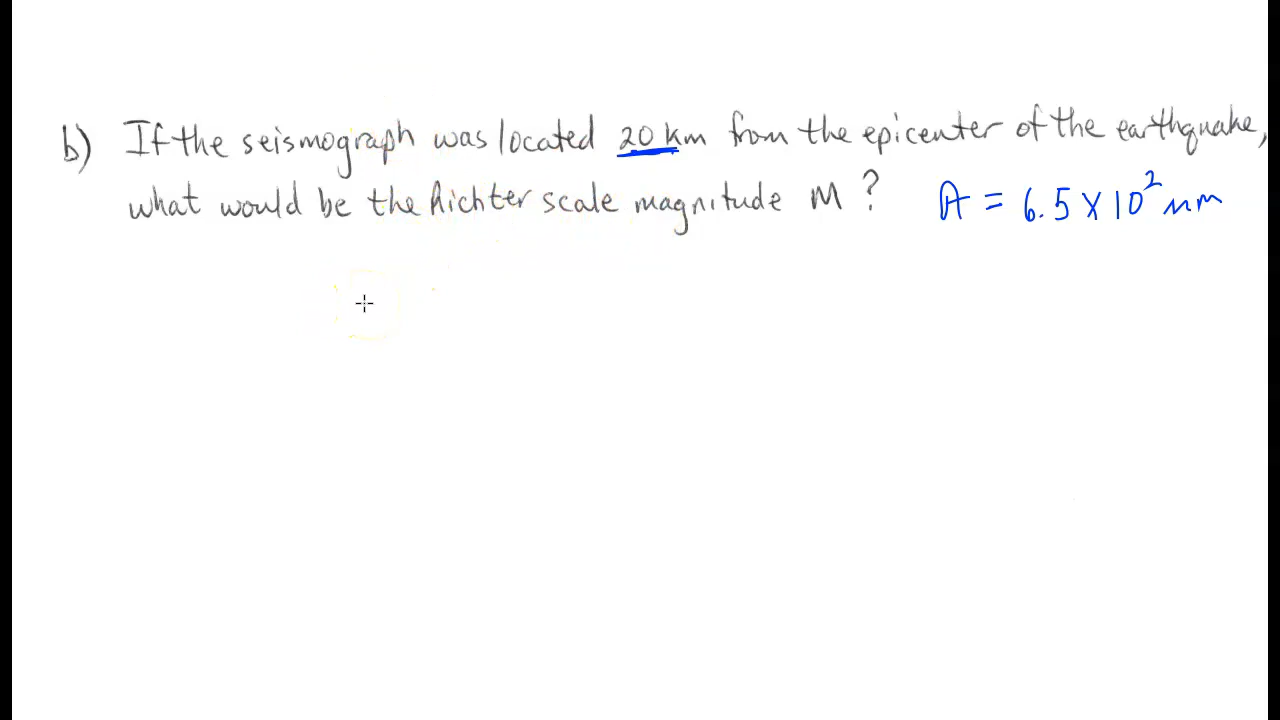 b) If the seismograph was located 20 km from the epicenter of the earthquake,
what would be the Richter scale magnitude M? A = 6.5 X 10² mm